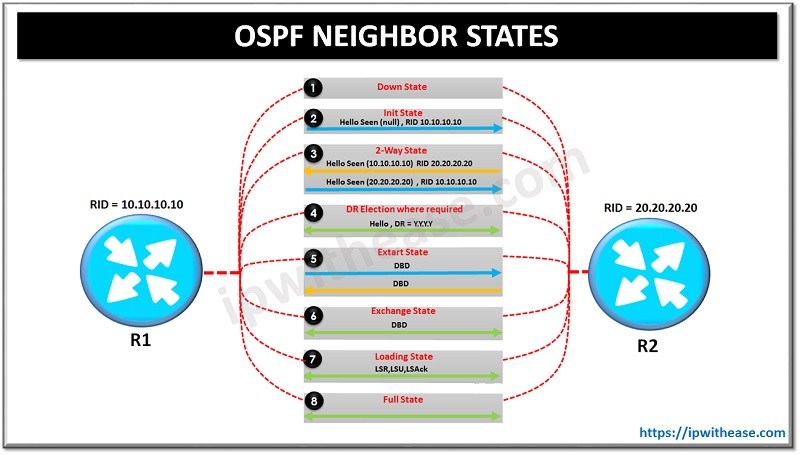 OSPF NEIGHBOR STATES
1 Down State
2 Init State
Hello Seen (null) , RID 10.10.10.10
3 2-Way State
Hello Seen (10.10.10.10) RID 20.20.20.20
Hello Seen (20.20.20.20) , RID 10.10.10.10
RID = 10.10.10.10
RID = 20.20.20.20
4 DR Election where required
Hello , DR = Y.Y.Y.Y
5 Extart State
DBD
DBD
6 Exchange State
DBD
R1
R2
7 Loading State
LSR,LSU,LSAck
8 Full State
ipwithease.com
https://ipwithease.com